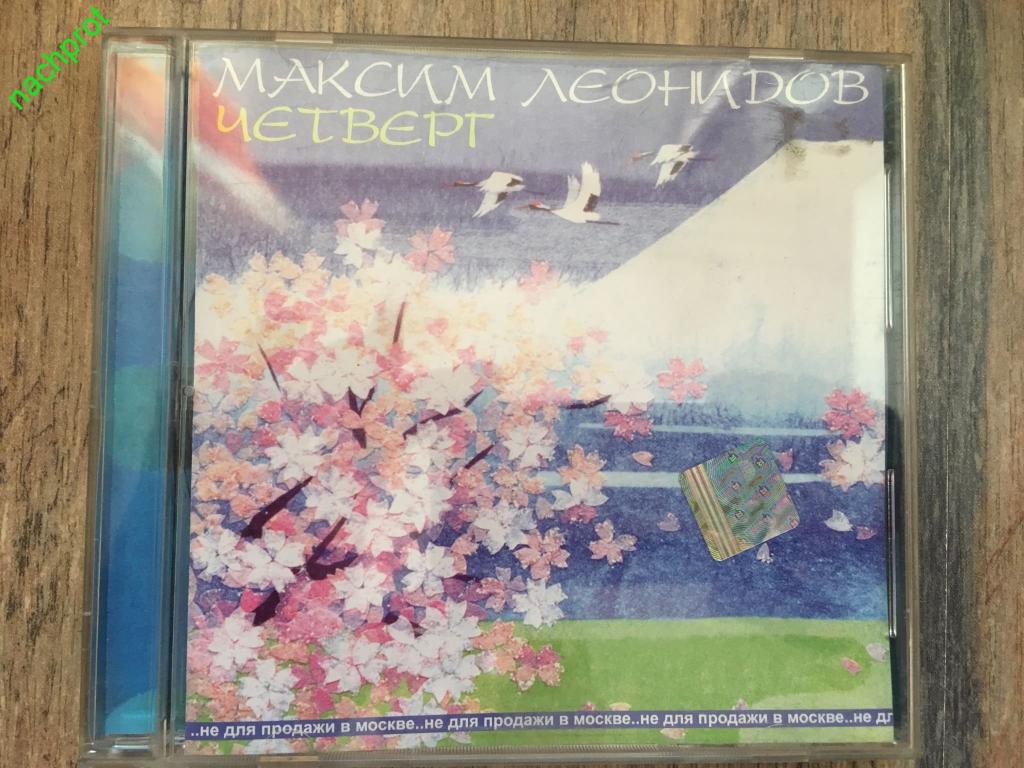 nachprot
МАКСИМ ЛЕОНИДОВ
ЧЕТВЕРГ
..не для продажи в москве..не для продажи в москве..не для продажи в москве..не дл